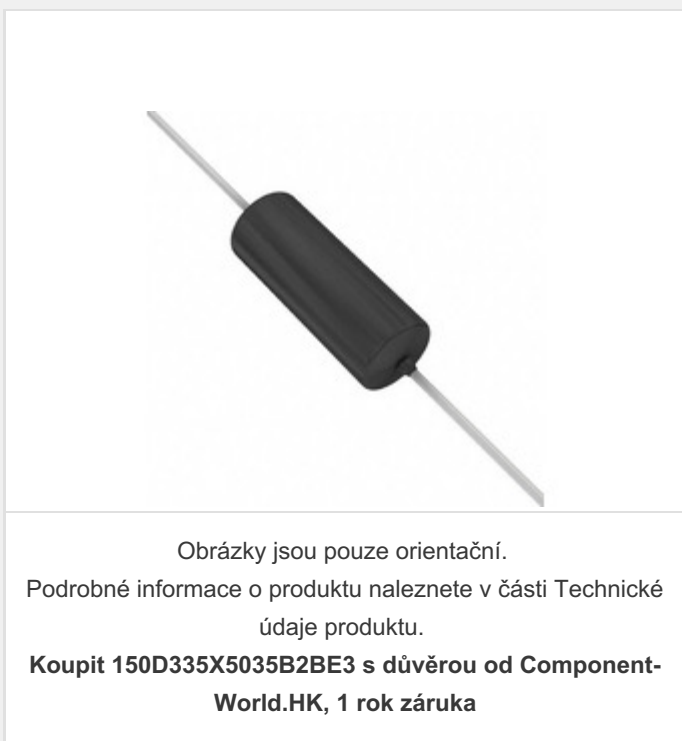 Obrázky jsou pouze orientační.
Podrobné informace o produktu naleznete v části Technické
údaje produktu.
Koupit 150D335X5035B2BE3 s důvěrou od Component-
World.HK, 1 rok záruka